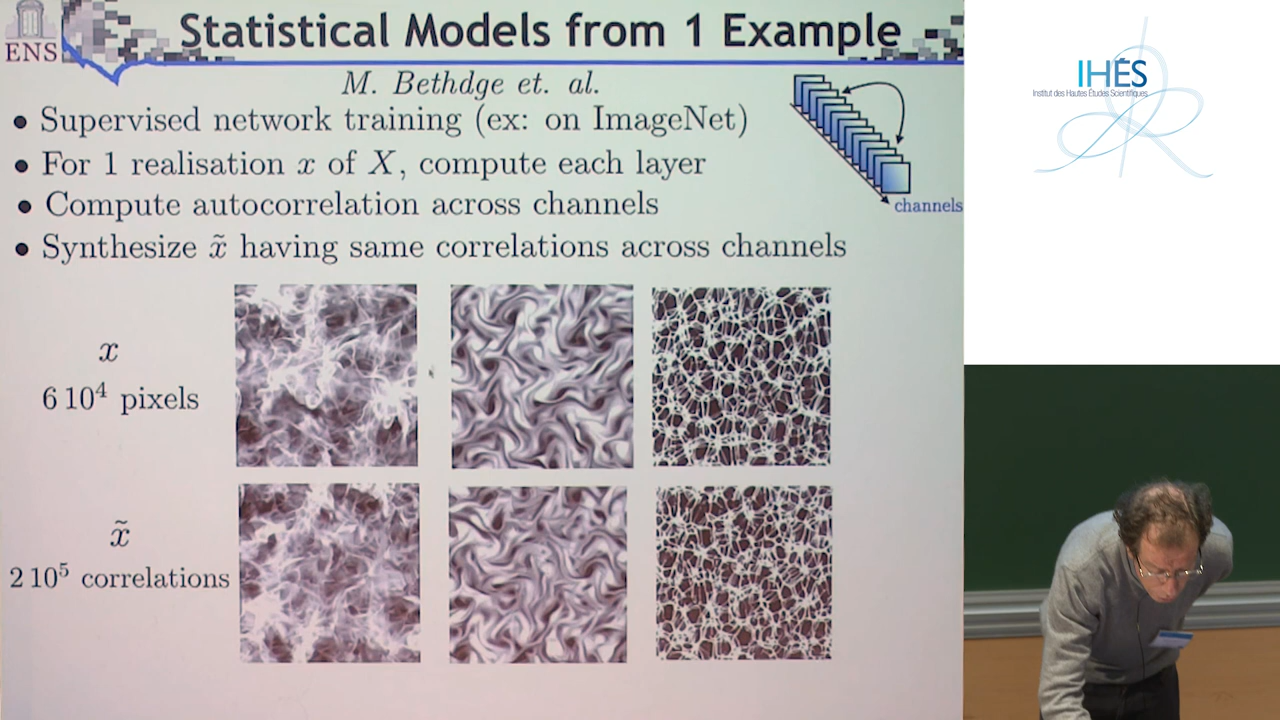 Statistical Models from 1 Example
ENS
M. Bethdge et. al.
• Supervised network training (ex: on ImageNet)
• For 1 realisation x of X, compute each layer
• Compute autocorrelation across channels
• Synthesize x̃ having same correlations across channels
channels
x
6 10⁴ pixels
x̃
2 10⁵ correlations
IHÉS
Institut des Hautes Études Scientifiques